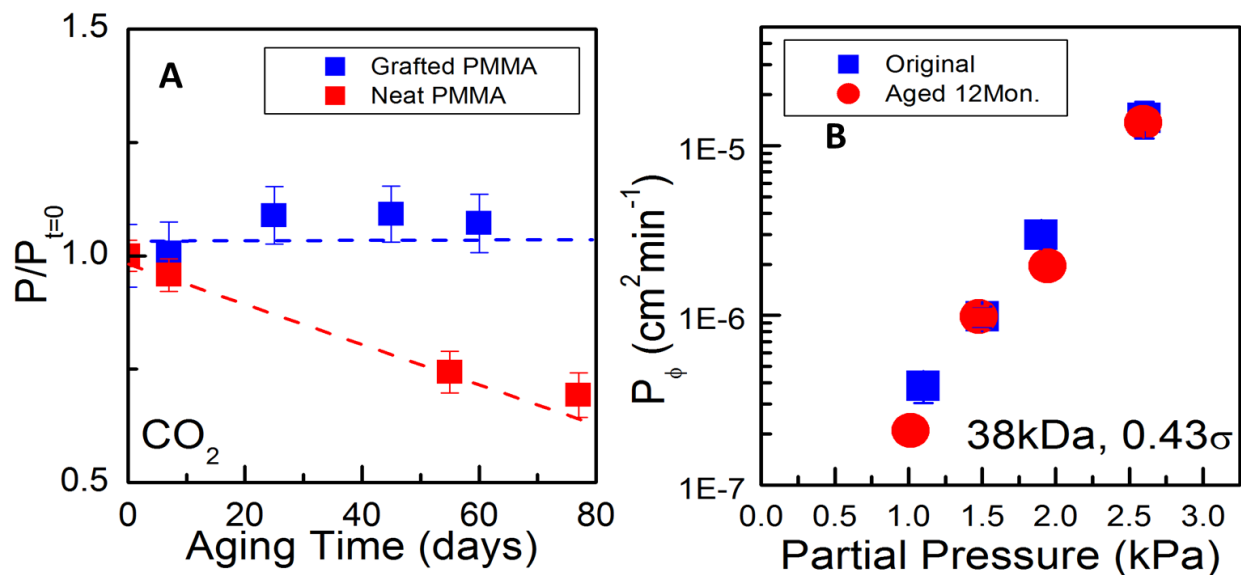 1.5
A
Grafted PMMA
Neat PMMA
1.0
0.5
P/P_{t=0}
CO_2
0 20 40 60 80
Aging Time (days)
Original
Aged 12Mon.
B
1E-5
1E-6
1E-7
P_ϕ (cm^2min^{-1})
38kDa, 0.43σ
0.0 0.5 1.0 1.5 2.0 2.5 3.0
Partial Pressure (kPa)